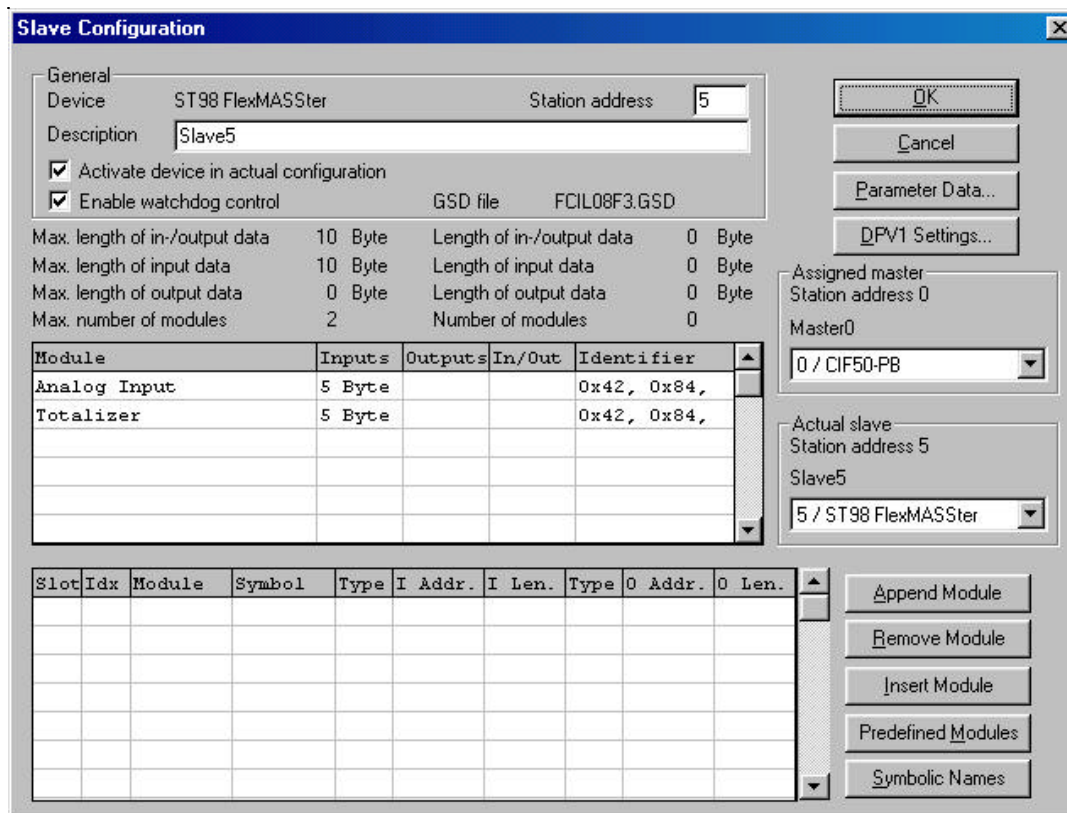 Slave Configuration
General
Device ST98 FlexMASSter Station address 5
Description Slave5
Activate device in actual configuration
Enable watchdog control GSD file FCIL08F3.GSD
Max. length of in-/output data 10 Byte Length of in-/output data 0 Byte
Max. length of input data 10 Byte Length of input data 0 Byte
Max. length of output data 0 Byte Length of output data 0 Byte
Max. number of modules 2 Number of modules 0
Module Inputs Outputs In/Out Identifier
Analog Input 5 Byte 0x42, 0x84,
Totalizer 5 Byte 0x42, 0x84,
OK
Cancel
Parameter Data...
DPV1 Settings...
Assigned master
Station address 0
Master0
0 / CIF50-PB
Actual slave
Station address 5
Slave5
5 / ST98 FlexMASSter
Slot Idx Module Symbol Type I Addr. I Len. Type O Addr. O Len.
Append Module
Remove Module
Insert Module
Predefined Modules
Symbolic Names